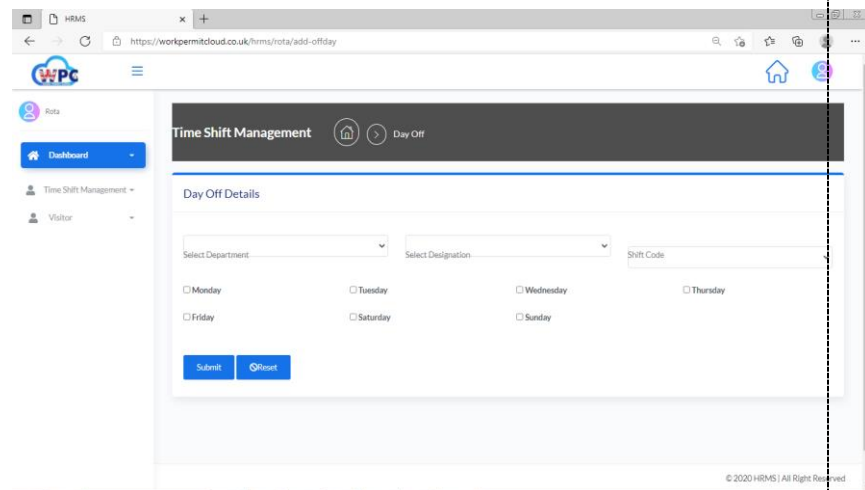 HRMS
https://workpermitcloud.co.uk/hrms/rota/add-offday
WPC
Rota
Time Shift Management Day Off
Dashboard
Time Shift Management
Visitor
Day Off Details
Select Department Select Designation Shift Code
Monday Tuesday Wednesday Thursday
Friday Saturday Sunday
Submit Reset
© 2020 HRMS | All Right Reserved